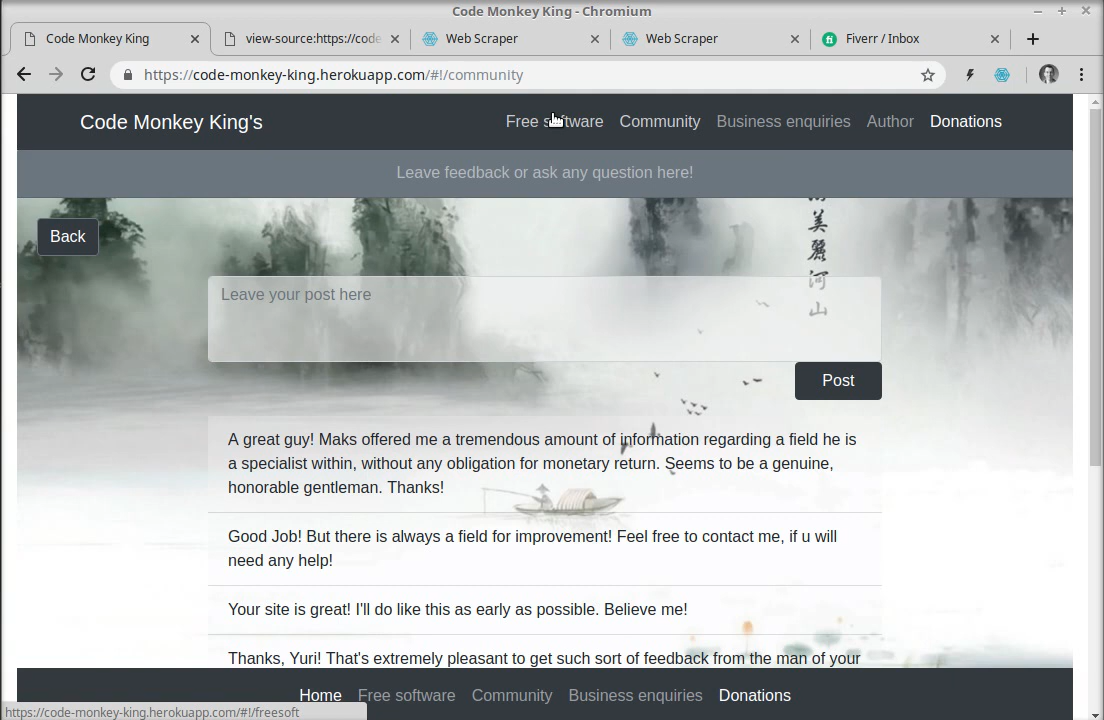 Code Monkey King - Chromium
Code Monkey King
view-source:https://code
Web Scraper
Web Scraper
Fiverr / Inbox
https://code-monkey-king.herokuapp.com/#!/community
Code Monkey King's
Free software
Community
Business enquiries
Author
Donations
Leave feedback or ask any question here!
Back
美
麗
河
山
Leave your post here
Post
A great guy! Maks offered me a tremendous amount of information regarding a field he is
a specialist within, without any obligation for monetary return. Seems to be a genuine,
honorable gentleman. Thanks!
Good Job! But there is always a field for improvement! Feel free to contact me, if u will
need any help!
Your site is great! I'll do like this as early as possible. Believe me!
Thanks, Yuri! That's extremely pleasant to get such sort of feedback from the man of your
Home
Free software
Community
Business enquiries
Donations
https://code-monkey-king.herokuapp.com/#!/freesoft